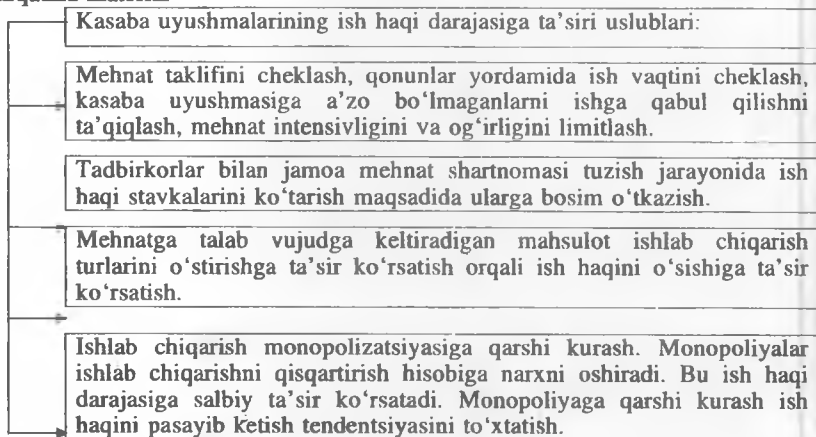 Kasaba uyushmalarining ish haqi darajasiga ta’siri uslublari:
Mehnat taklifini cheklash, qonunlar yordamida ish vaqtini cheklash,
kasaba uyushmasiga a’zo bo‘lmaganlarni ishga qabul qilishni
ta’qiqlash, mehnat intensivligini va og‘irligini limitlash.
Tadbirkorlar bilan jamoa mehnat shartnomasi tuzish jarayonida ish
haqi stavkalarini ko‘tarish maqsadida ularga bosim o‘tkazish.
Mehnatga talab vujudga keltiradigan mahsulot ishlab chiqarish
turlarini o‘stirishga ta’sir ko‘rsatish orqali ish haqini o‘sishiga ta’sir
ko‘rsatish.
Ishlab chiqarish monopolizatsiyasiga qarshi kurash. Monopoliyalar
ishlab chiqarishni qisqartirish hisobiga narxni oshiradi. Bu ish haqi
darajasiga salbiy ta’sir ko‘rsatadi. Monopoliyaga qarshi kurash ish
haqini pasayib ketish tendentsiyasini to‘xtatish.